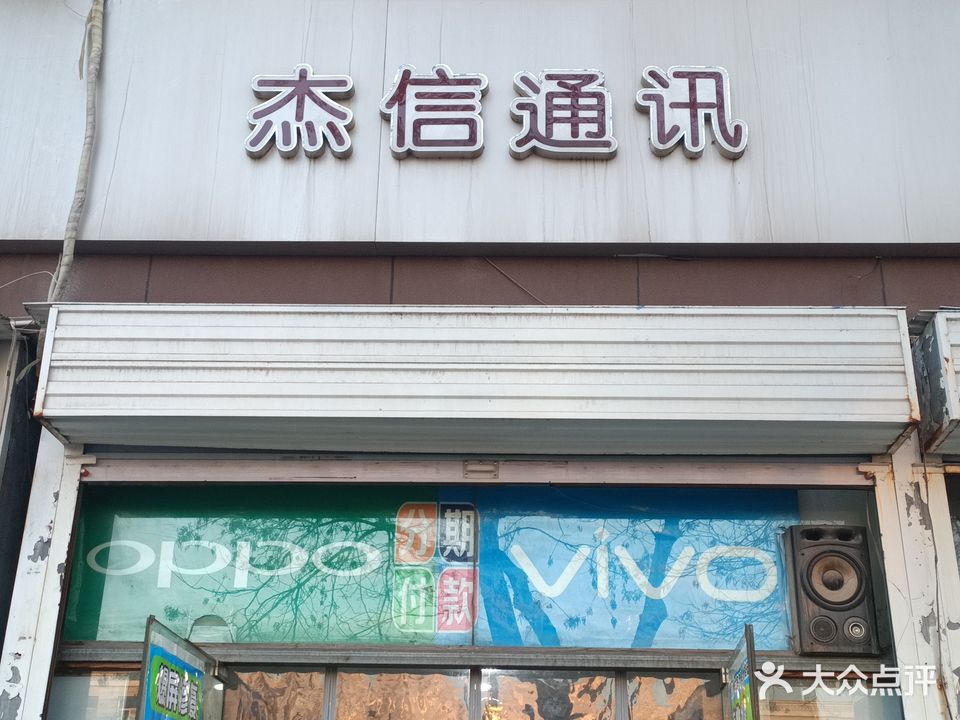 杰信通讯
oppo
分期
付款
vivo
大众点评